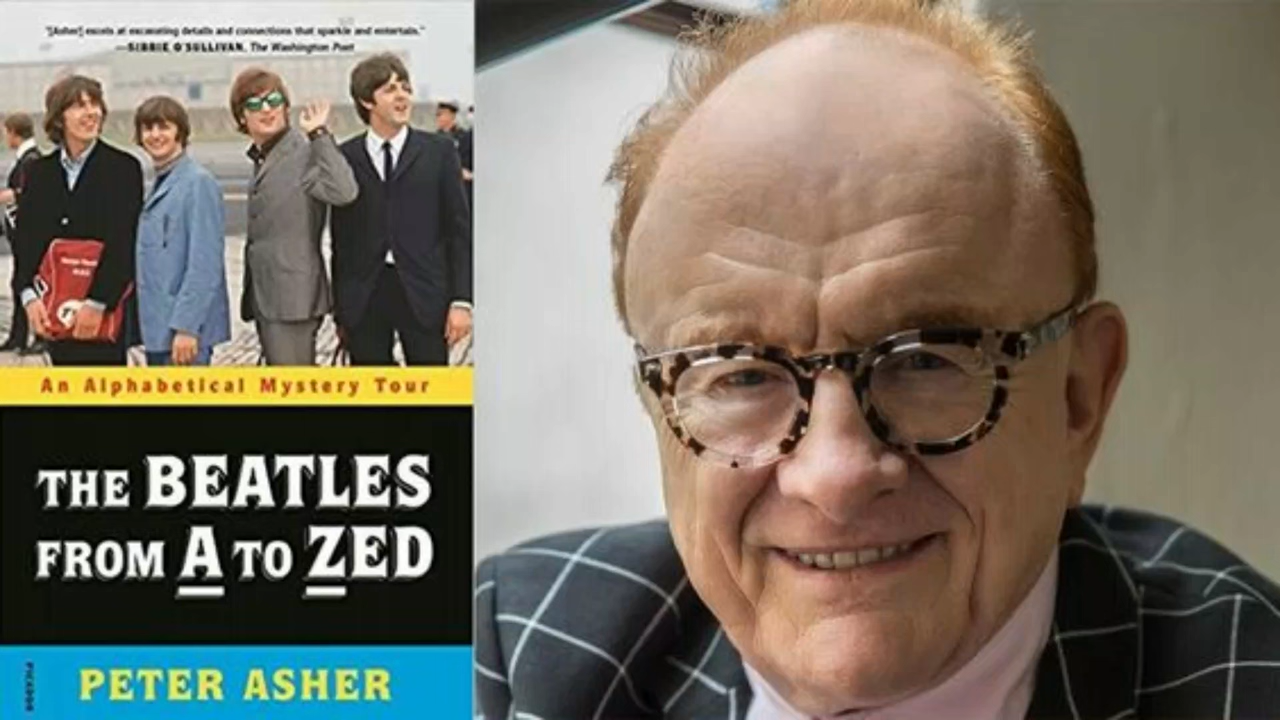 "[Asher] excels at excavating details and connections that sparkle and entertain."
—SIBBIE O'SULLIVAN, The Washington Post
An Alphabetical Mystery Tour
THE BEATLES
FROM A TO ZED
PICADOR
PETER ASHER